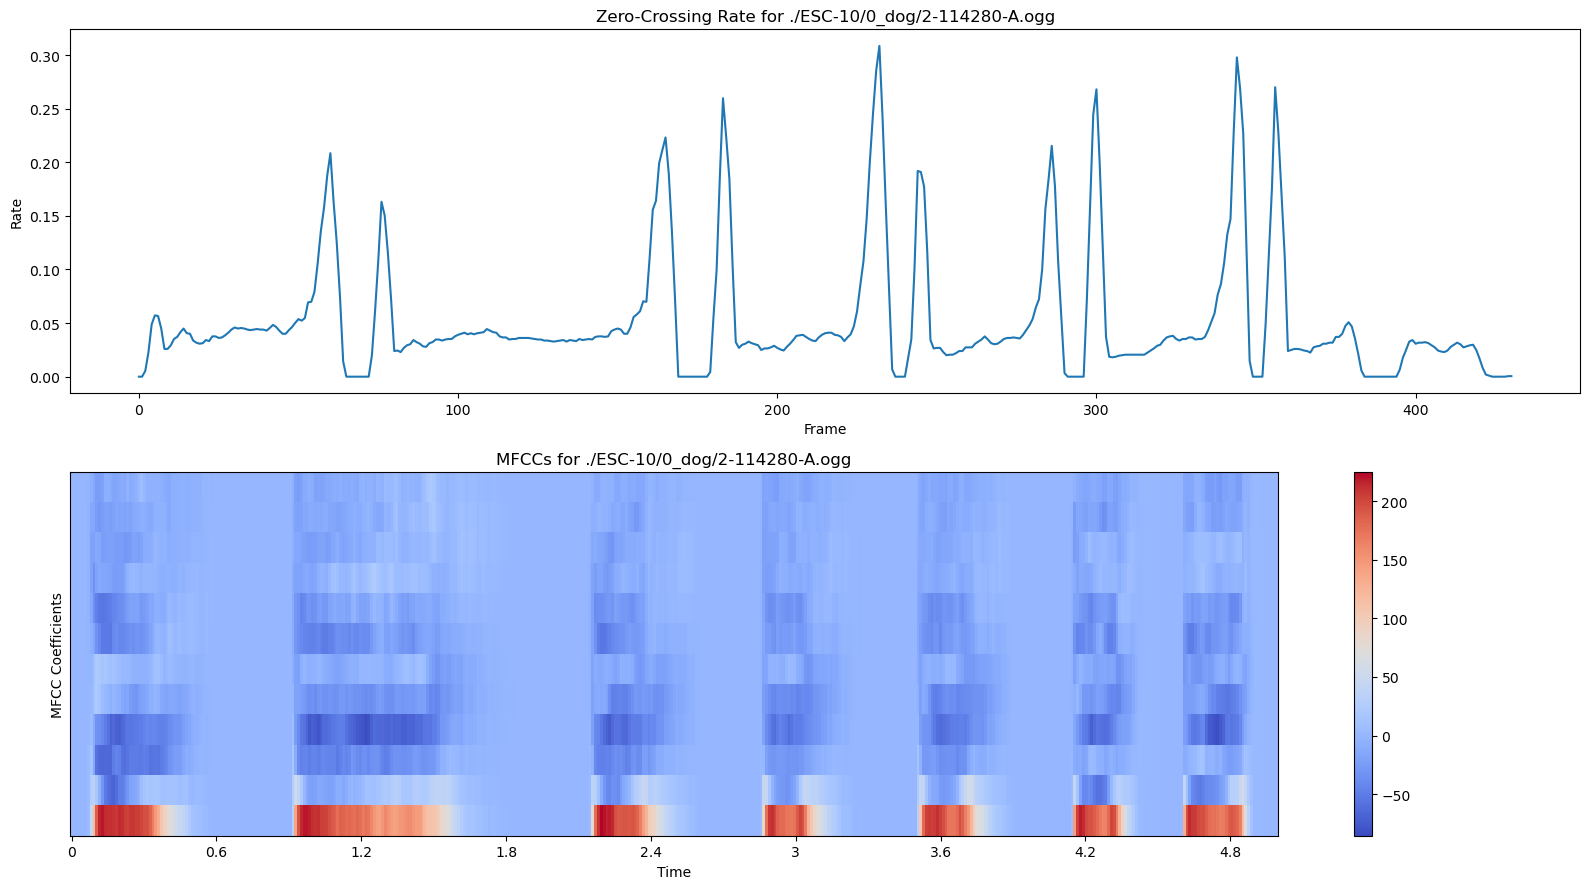 Zero-Crossing Rate for ./ESC-10/0_dog/2-114280-A.ogg
0.30
0.25
0.20
0.15
0.10
0.05
0.00
Rate
0 100 200 300 400
Frame
MFCCs for ./ESC-10/0_dog/2-114280-A.ogg
MFCC Coefficients
0 0.6 1.2 1.8 2.4 3 3.6 4.2 4.8
Time
200
150
100
50
0
−50